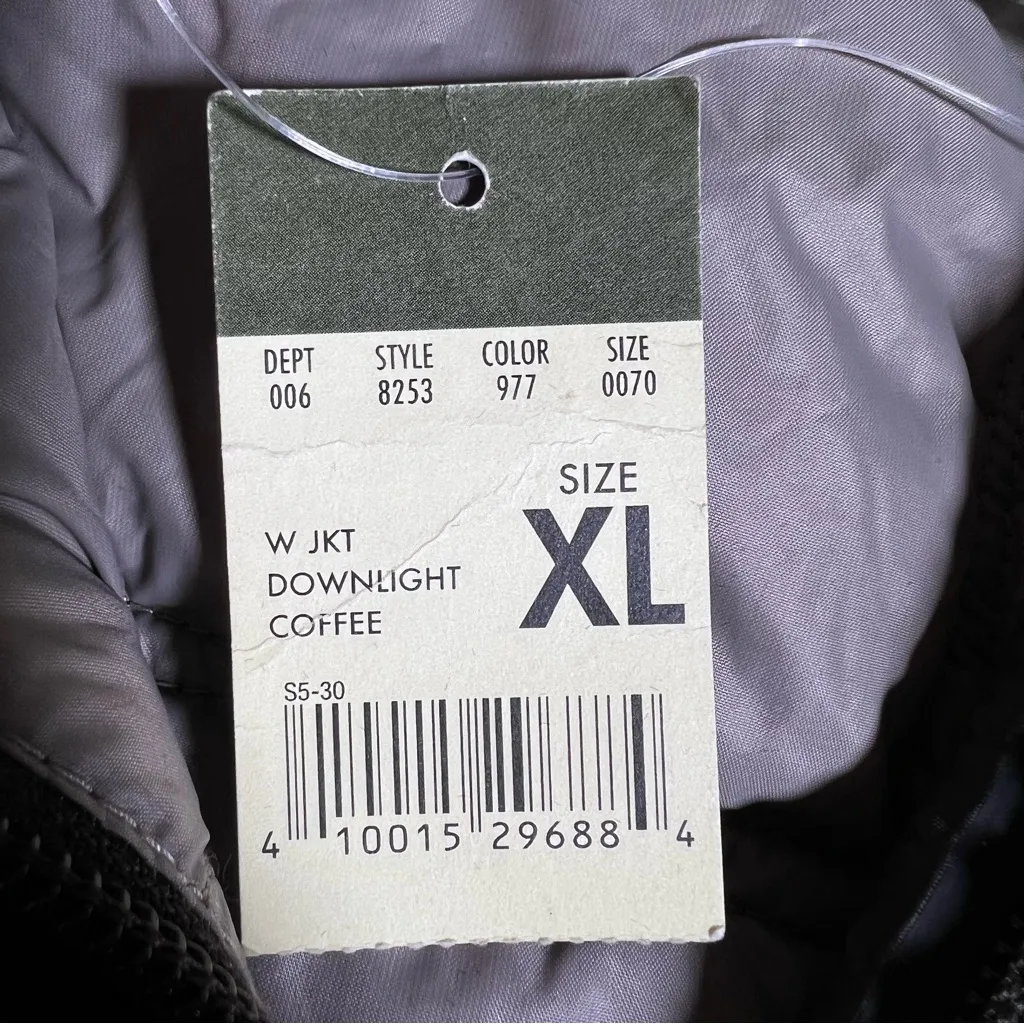 DEPT STYLE COLOR SIZE
006 8253 977 0070
SIZE
XL
W JKT
DOWNLIGHT
COFFEE
S5-30
4 10015 29688 4